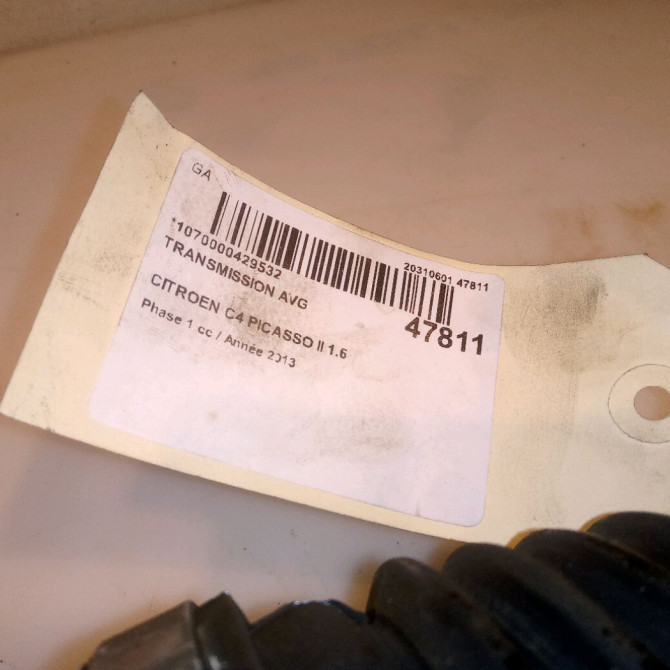 GA
*1070000429532
20310601 47811
TRANSMISSION AVG
47811
CITROEN C4 PICASSO II 1.6
Phase 1 cc / Année 2013